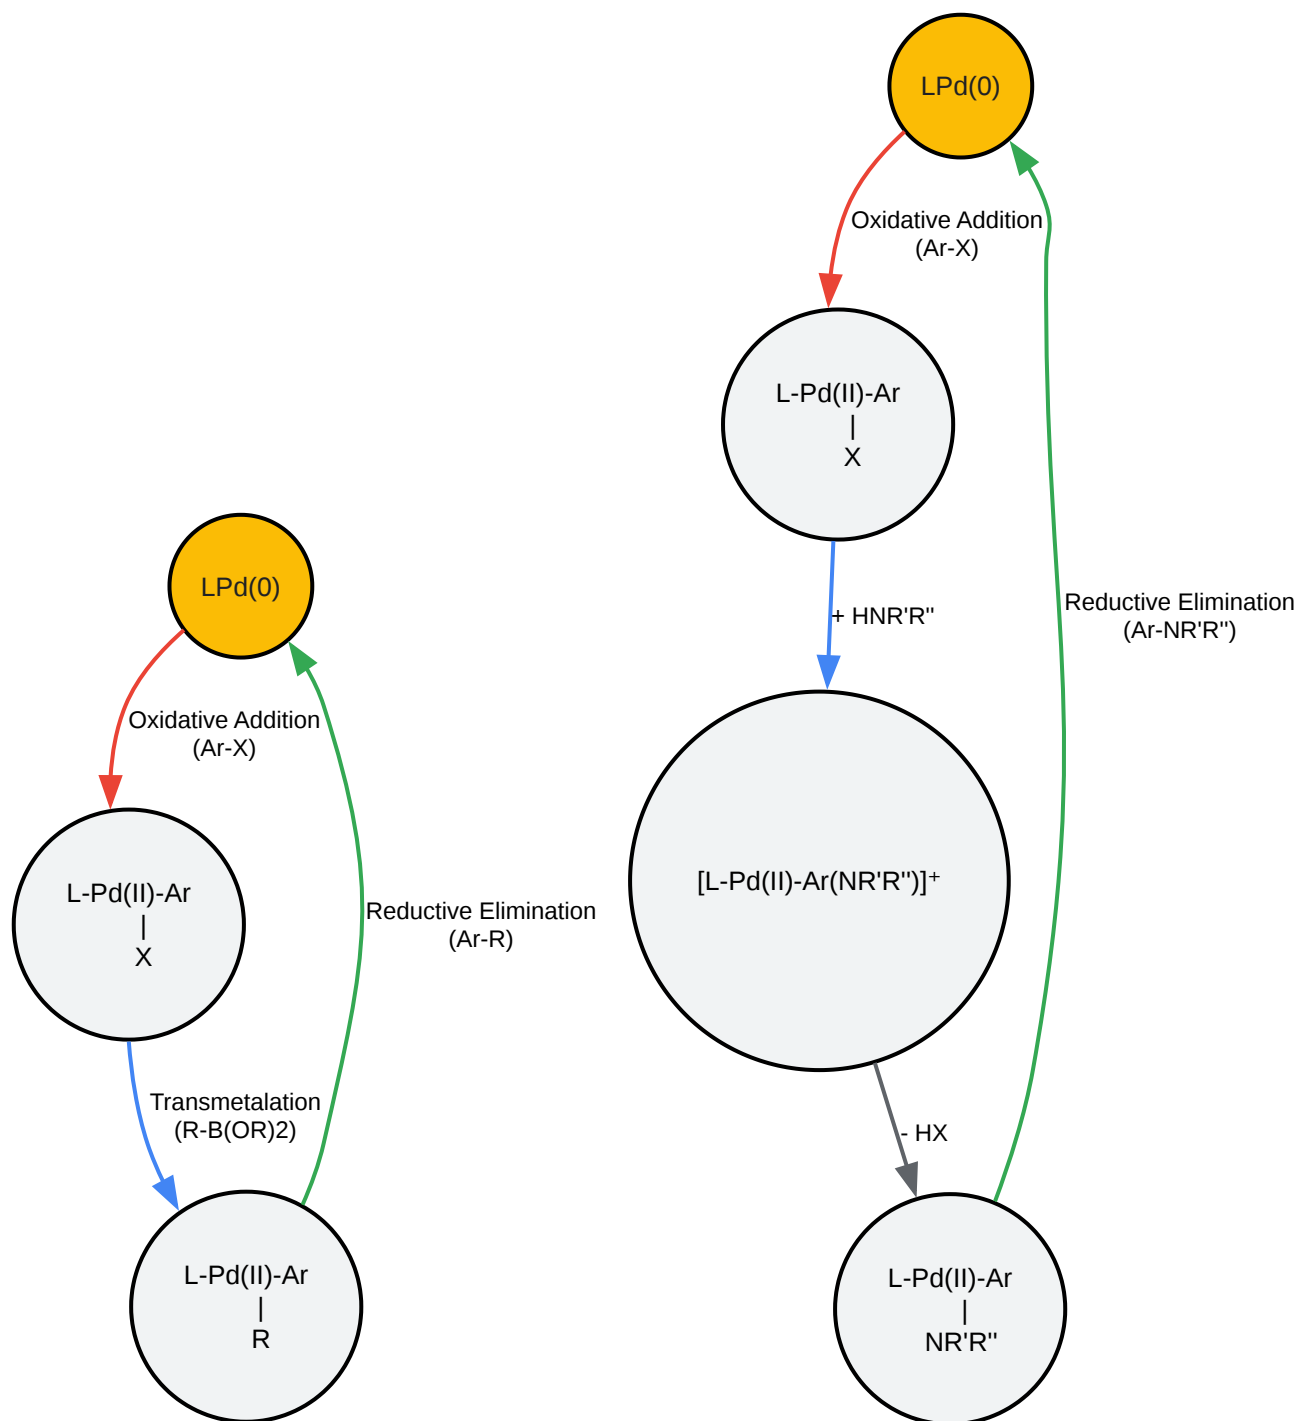 LPd(0)
Oxidative Addition
(Ar-X)
L-Pd(II)-Ar
|
X
Transmetalation
(R-B(OR)2)
L-Pd(II)-Ar
|
R
Reductive Elimination
(Ar-R)
LPd(0)
Oxidative Addition
(Ar-X)
L-Pd(II)-Ar
|
X
+ HNR'R''
[L-Pd(II)-Ar(NR'R'')]⁺
- HX
L-Pd(II)-Ar
|
NR'R''
Reductive Elimination
(Ar-NR'R'')